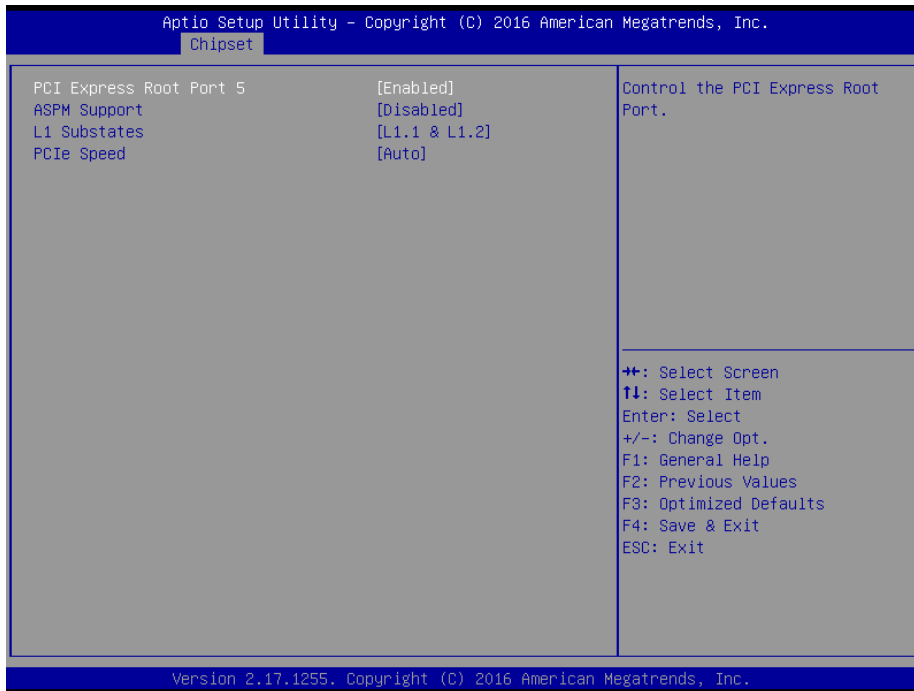 Aptio Setup Utility – Copyright (C) 2016 American Megatrends, Inc.
Chipset
PCI Express Root Port 5 [Enabled]
ASPM Support [Disabled]
L1 Substates [L1.1 & L1.2]
PCIe Speed [Auto]
Control the PCI Express Root
Port.
→←: Select Screen
↑↓: Select Item
Enter: Select
+/-: Change Opt.
F1: General Help
F2: Previous Values
F3: Optimized Defaults
F4: Save & Exit
ESC: Exit
Version 2.17.1255. Copyright (C) 2016 American Megatrends, Inc.